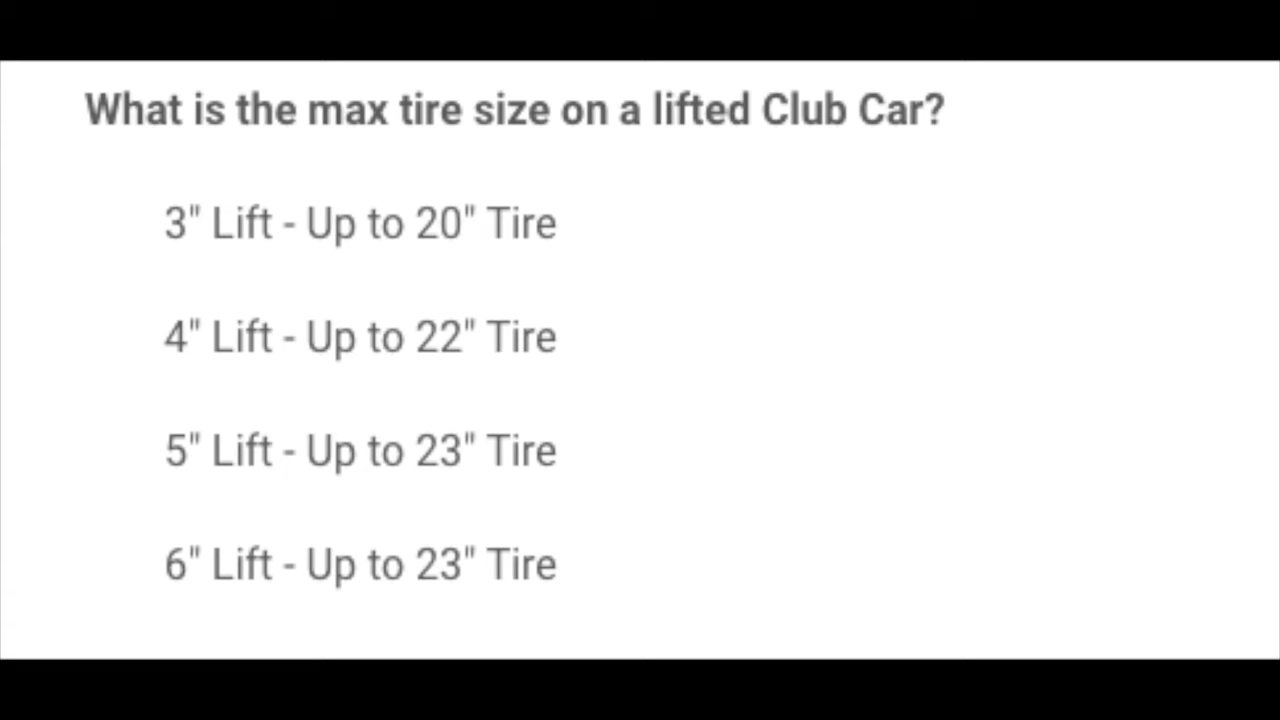 What is the max tire size on a lifted Club Car?
3" Lift - Up to 20" Tire
4" Lift - Up to 22" Tire
5" Lift - Up to 23" Tire
6" Lift - Up to 23" Tire